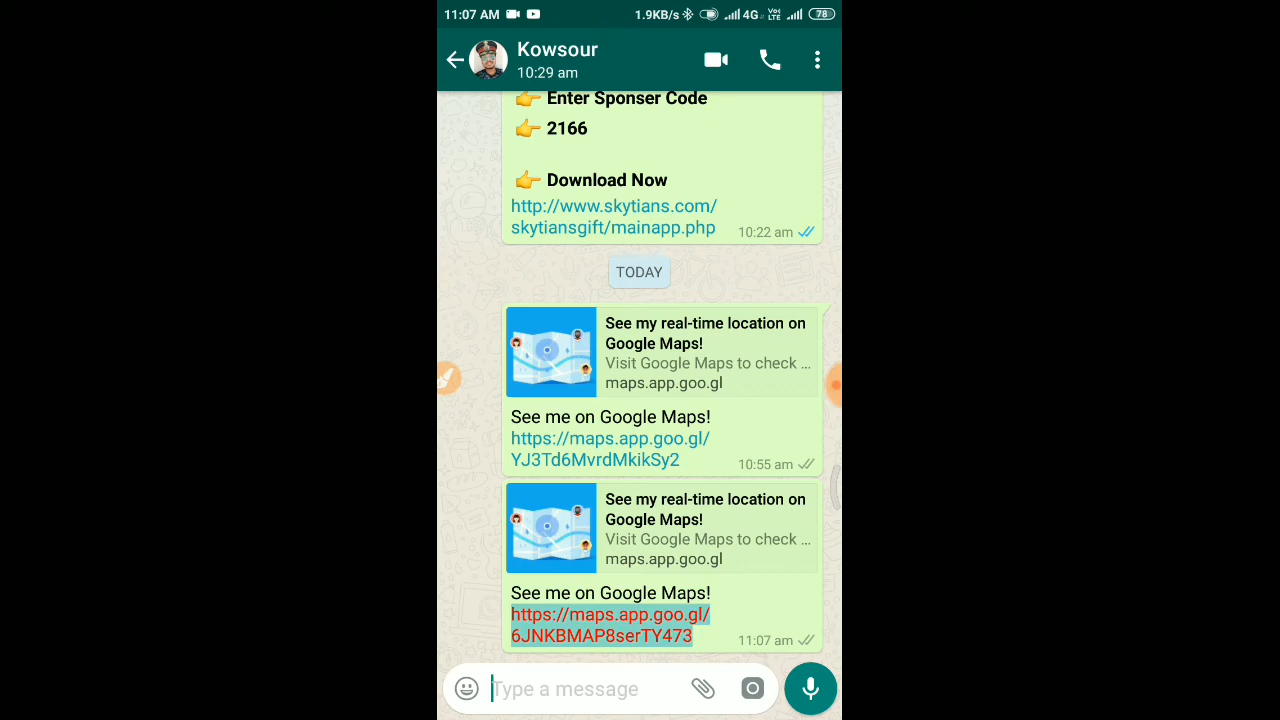 11:07 AM 1.9KB/s 4G VoLTE 78
Kowsour
10:29 am
👉 Enter Sponser Code
👉 2166
👉 Download Now
http://www.skytians.com/
skytiansgift/mainapp.php 10:22 am
TODAY
See my real-time location on
Google Maps!
Visit Google Maps to check ...
maps.app.goo.gl
See me on Google Maps!
https://maps.app.goo.gl/
YJ3Td6MvrdMkikSy2 10:55 am
See my real-time location on
Google Maps!
Visit Google Maps to check ...
maps.app.goo.gl
See me on Google Maps!
https://maps.app.goo.gl/
6JNKBMAP8serTY473 11:07 am
Type a message